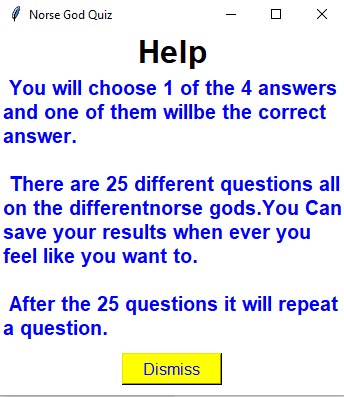 Norse God Quiz
Help
You will choose 1 of the 4 answers
and one of them willbe the correct
answer.
There are 25 different questions all
on the differentnorse gods.You Can
save your results when ever you
feel like you want to.
After the 25 questions it will repeat
a question.
Dismiss